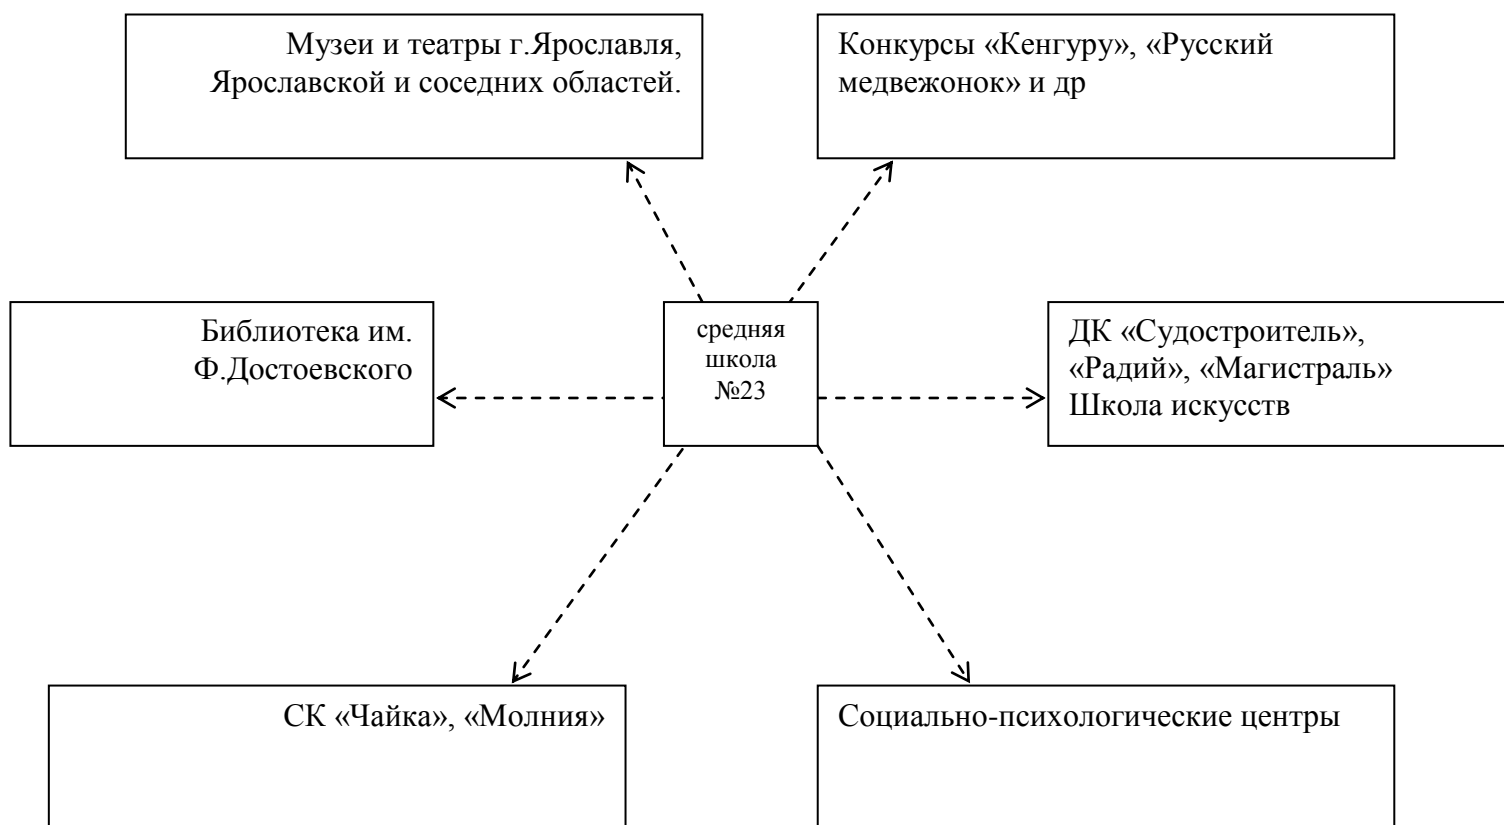 Музеи и театры г.Ярославля,
Ярославской и соседних областей.
Конкурсы «Кенгуру», «Русский
медвежонок» и др
Библиотека им.
Ф.Достоевского
средняя
школа
№23
ДК «Судостроитель»,
«Радий», «Магистраль»
Школа искусств
СК «Чайка», «Молния»
Социально-психологические центры